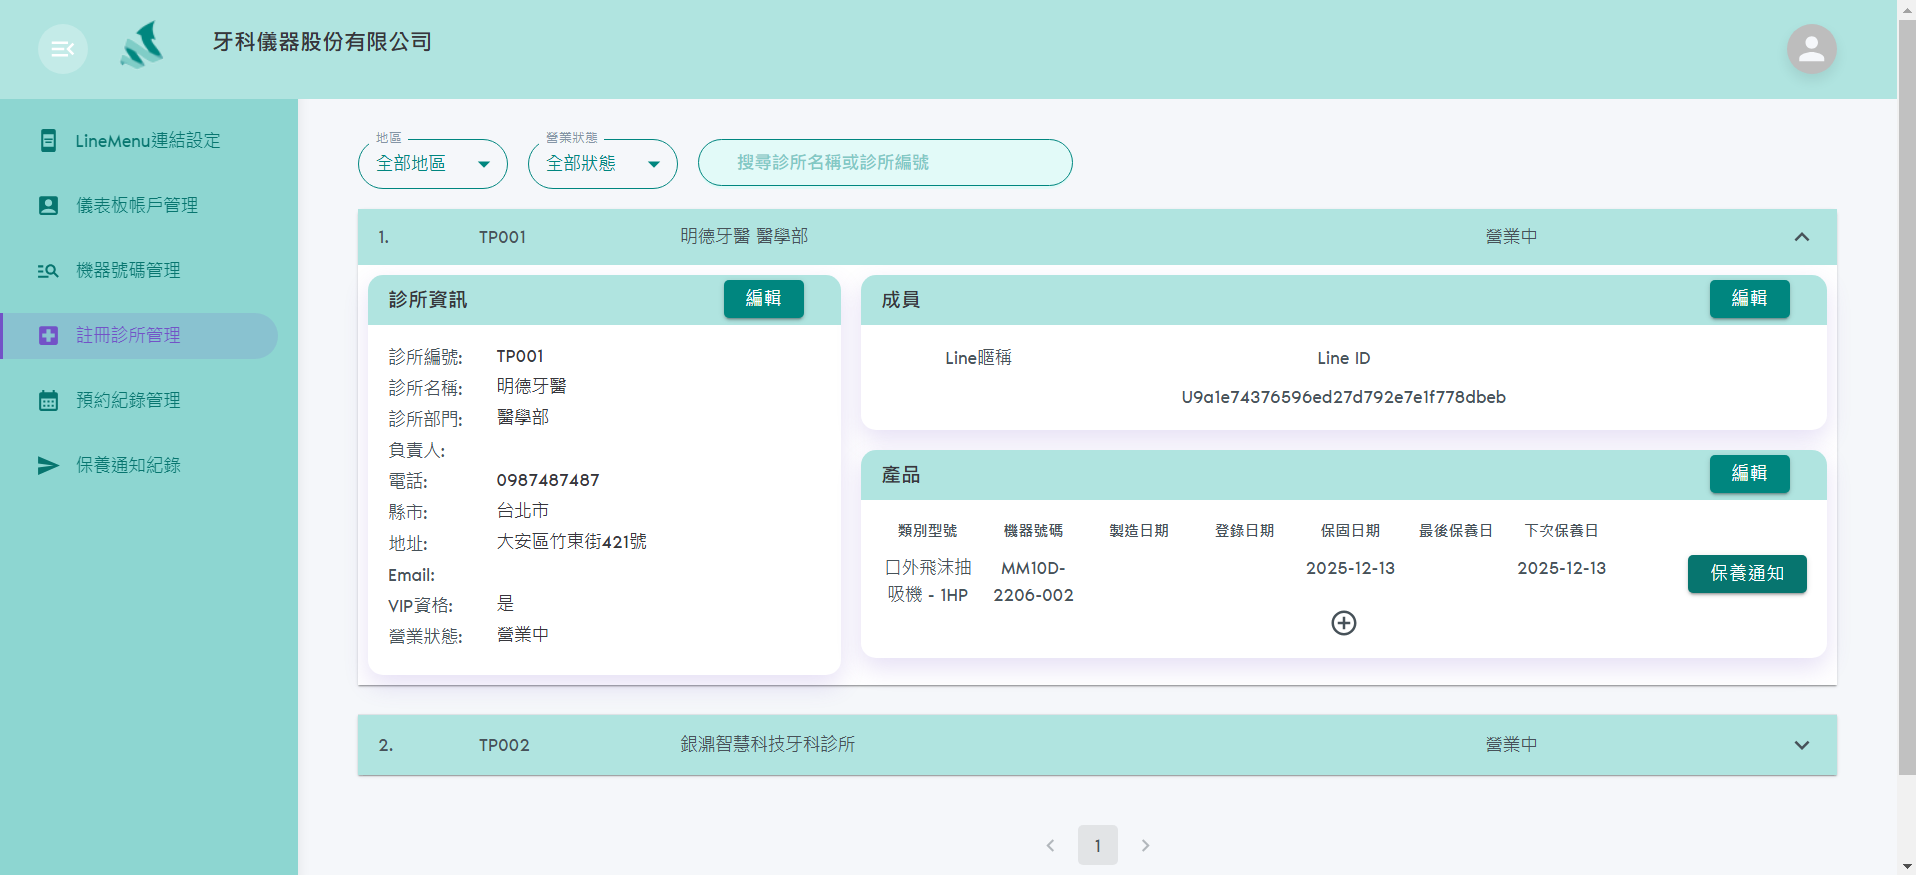 牙科儀器股份有限公司
LineMenu連結設定
儀表板帳戶管理
機器號碼管理
註冊診所管理
預約紀錄管理
保養通知紀錄
地區
全部地區
營業狀態
全部狀態
搜尋診所名稱或診所編號
1. TP001 明德牙醫 醫學部 營業中
診所資訊 編輯
診所編號: TP001
診所名稱: 明德牙醫
診所部門: 醫學部
負責人:
電話: 0987487487
縣市: 台北市
地址: 大安區竹東街421號
Email:
VIP資格: 是
營業狀態: 營業中
成員 編輯
Line暱稱 Line ID
U9a1e74376596ed27d792e7e1f778dbeb
產品 編輯
類別型號 機器號碼 製造日期 登錄日期 保固日期 最後保養日 下次保養日
口外飛沫抽 MM10D- 2025-12-13 2025-12-13 保養通知
吸機 - 1HP 2206-002
2. TP002 銀濎智慧科技牙科診所 營業中
1